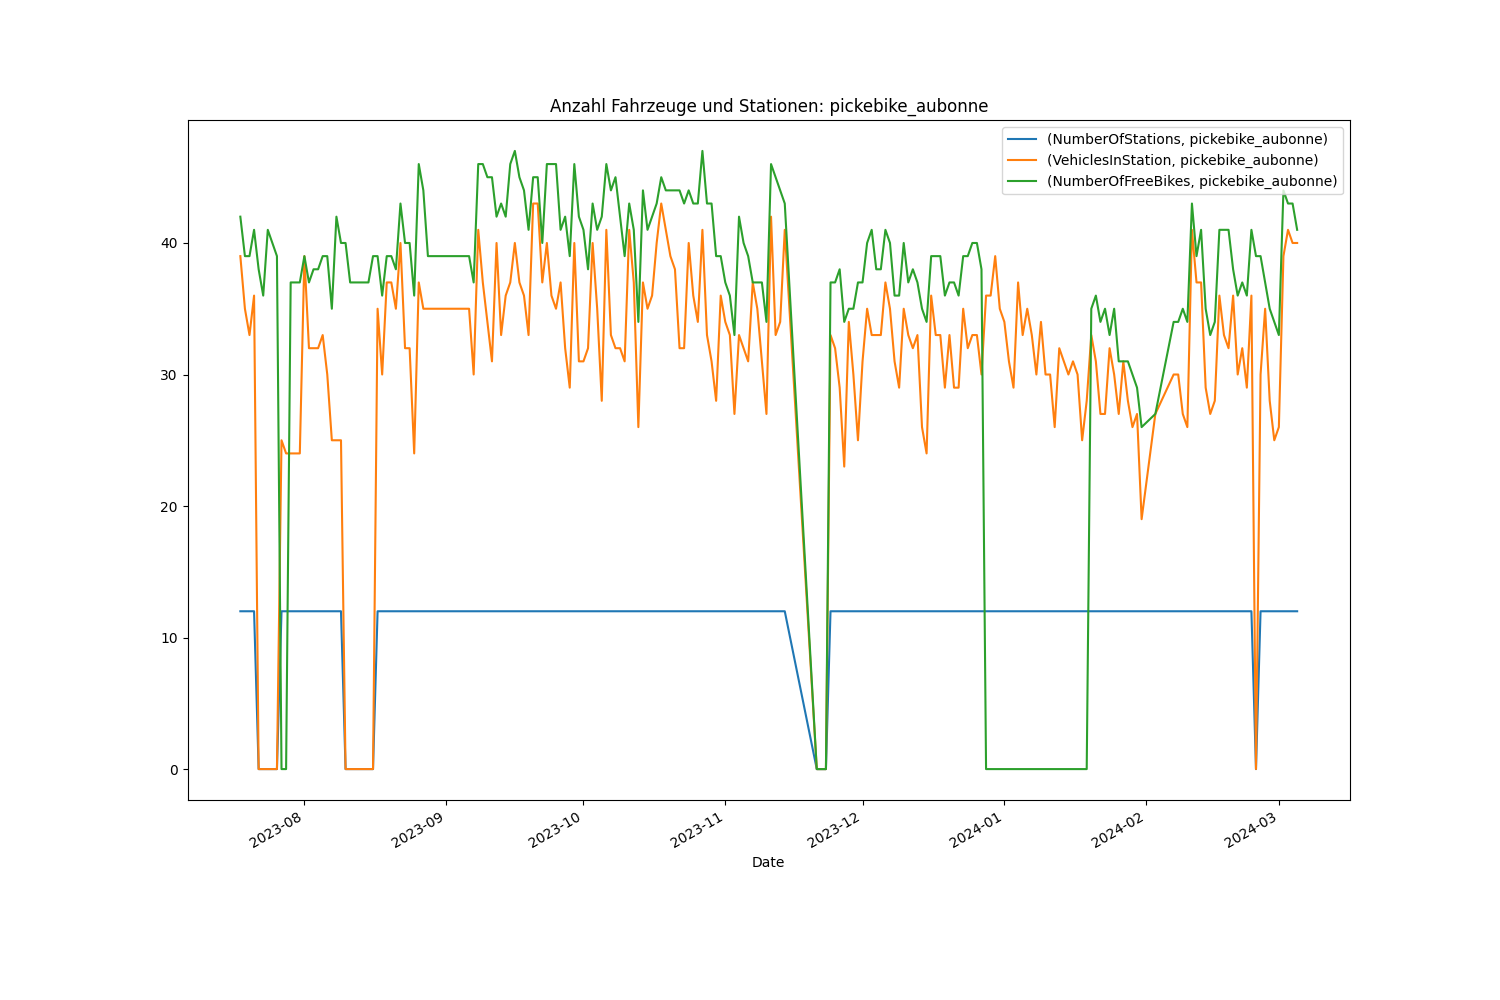 Anzahl Fahrzeuge und Stationen: pickebike_aubonne
(NumberOfStations, pickebike_aubonne)
(VehiclesInStation, pickebike_aubonne)
(NumberOfFreeBikes, pickebike_aubonne)
40
30
20
10
0
2023-08
2023-09
2023-10
2023-11
2023-12
2024-01
2024-02
2024-03
Date